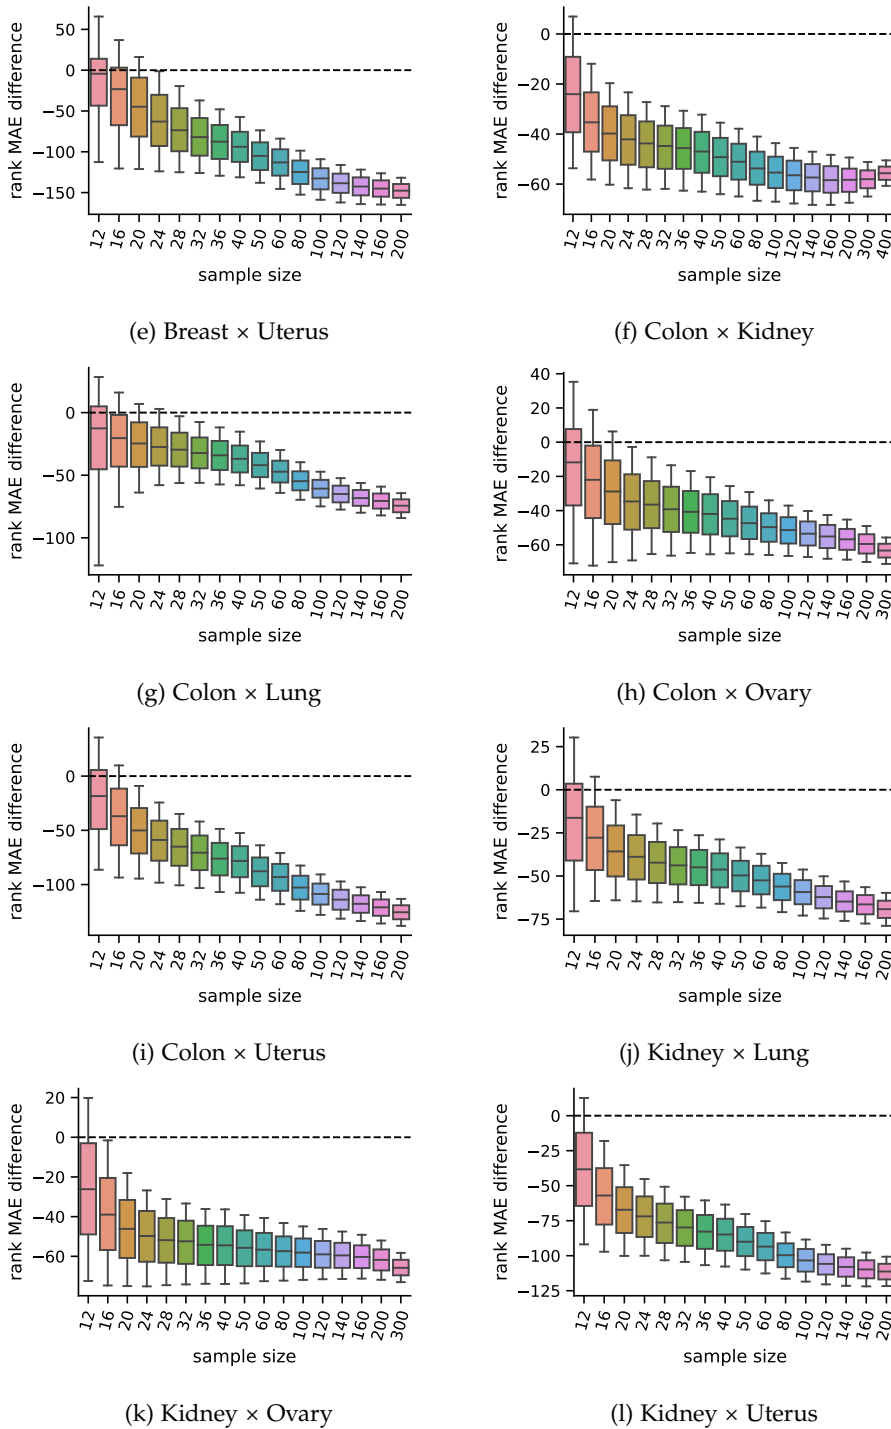 rank MAE difference
50
0
−50
−100
−150
12 16 20 24 28 32 36 40 50 60 80 100 120 140 160 200
sample size
(e) Breast × Uterus
rank MAE difference
0
−20
−40
−60
12 16 20 24 28 32 36 40 50 60 80 100 120 140 160 200 300 400
sample size
(f) Colon × Kidney
rank MAE difference
0
−50
−100
12 16 20 24 28 32 36 40 50 60 80 100 120 140 160 200
sample size
(g) Colon × Lung
rank MAE difference
40
20
0
−20
−40
−60
12 16 20 24 28 32 36 40 50 60 80 100 120 140 160 200 300
sample size
(h) Colon × Ovary
rank MAE difference
0
−50
−100
12 16 20 24 28 32 36 40 50 60 80 100 120 140 160 200
sample size
(i) Colon × Uterus
rank MAE difference
25
0
−25
−50
−75
12 16 20 24 28 32 36 40 50 60 80 100 120 140 160 200
sample size
(j) Kidney × Lung
rank MAE difference
20
0
−20
−40
−60
12 16 20 24 28 32 36 40 50 60 80 100 120 140 160 200 300
sample size
(k) Kidney × Ovary
rank MAE difference
0
−25
−50
−75
−100
−125
12 16 20 24 28 32 36 40 50 60 80 100 120 140 160 200
sample size
(l) Kidney × Uterus